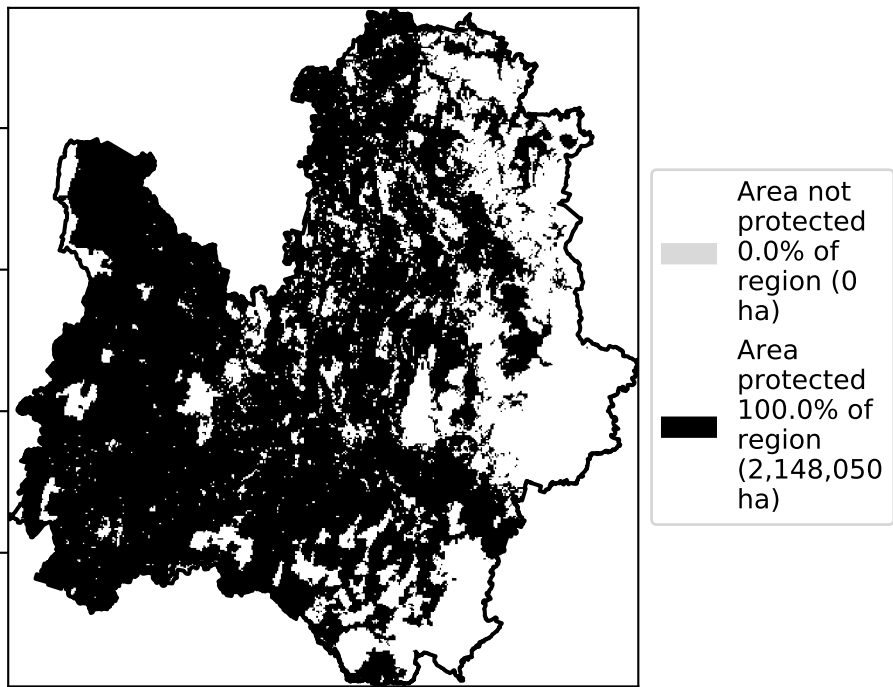 Area not
protected
0.0% of
region (0
ha)
Area
protected
100.0% of
region
(2,148,050
ha)